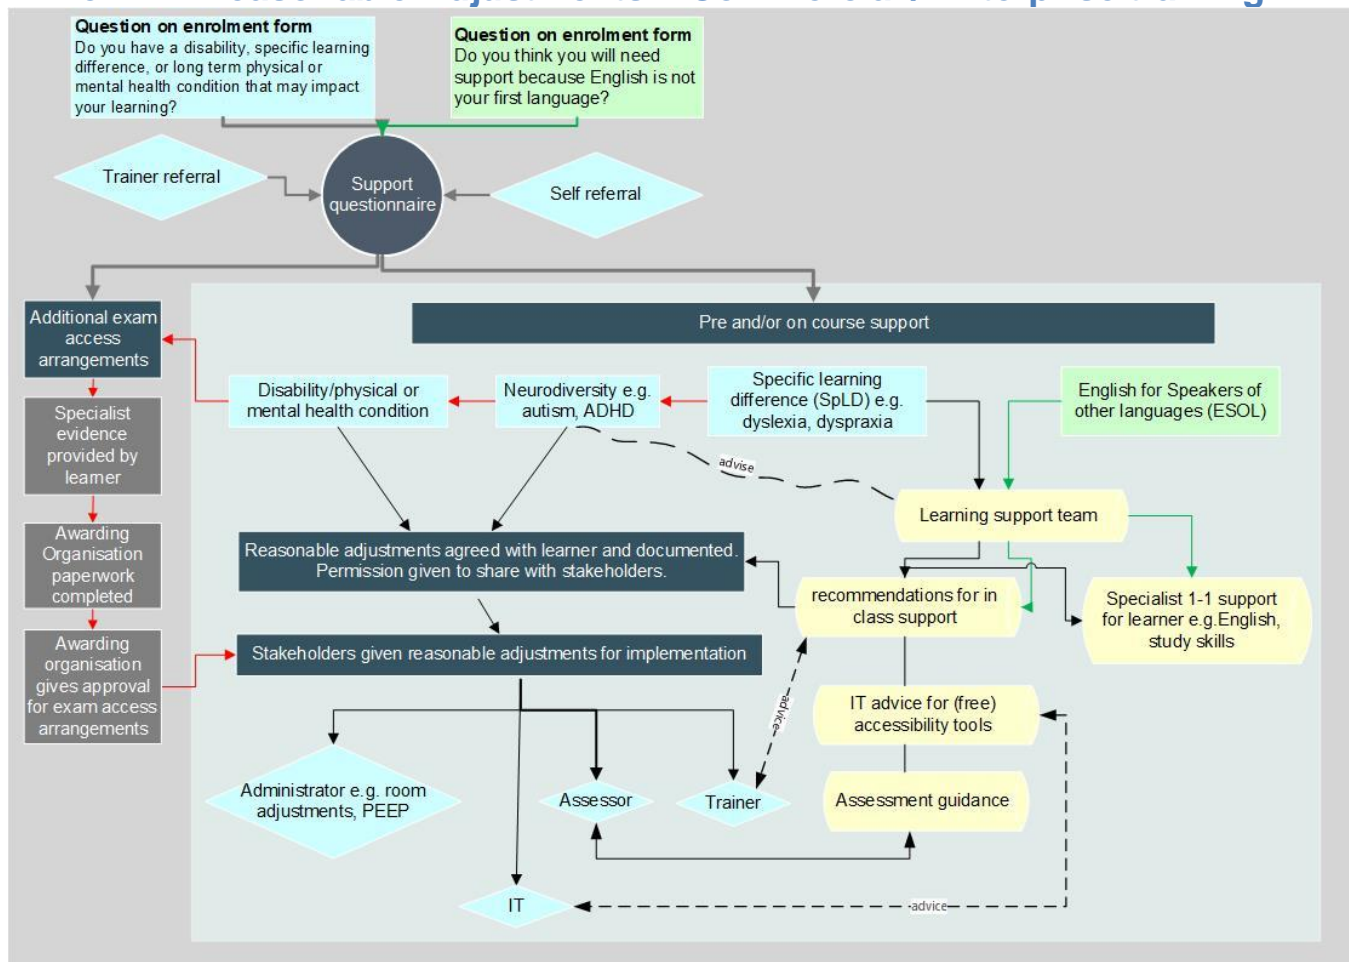 Question on enrolment form
Do you have a disability, specific learning
difference, or long term physical or
mental health condition that may impact
your learning?
Question on enrolment form
Do you think you will need
support because English is not
your first language?
Trainer referral
Support
questionnaire
Self referral
Additional exam
access
arrangements
Pre and/or on course support
Disability/physical or
mental health condition
Neurodiversity e.g.
autism, ADHD
Specific learning
difference (SpLD) e.g.
dyslexia, dyspraxia
English for Speakers of
other languages (ESOL)
Specialist
evidence
provided by
learner
advise
Learning support team
Awarding
Organisation
paperwork
completed
Reasonable adjustments agreed with learner and documented.
Permission given to share with stakeholders.
recommendations for in
class support
Specialist 1-1 support
for learner e.g.English,
study skills
Awarding
organisation
gives approval
for exam access
arrangements
Stakeholders given reasonable adjustments for implementation
advice
IT advice for (free)
accessibility tools
Administrator e.g. room
adjustments, PEEP
Assessor
Trainer
Assessment guidance
IT
advice